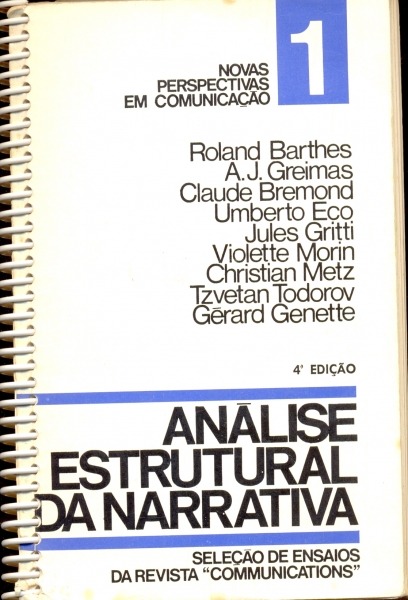 1
NOVAS
PERSPECTIVAS
EM COMUNICAÇÃO
Roland Barthes
A.J. Greimas
Claude Bremond
Umberto Eco
Jules Gritti
Violette Morin
Christian Metz
Tzvetan Todorov
Gérard Genette
4ª EDIÇÃO
ANÁLISE
ESTRUTURAL
DA NARRATIVA
SELEÇÃO DE ENSAIOS
DA REVISTA “COMMUNICATIONS”